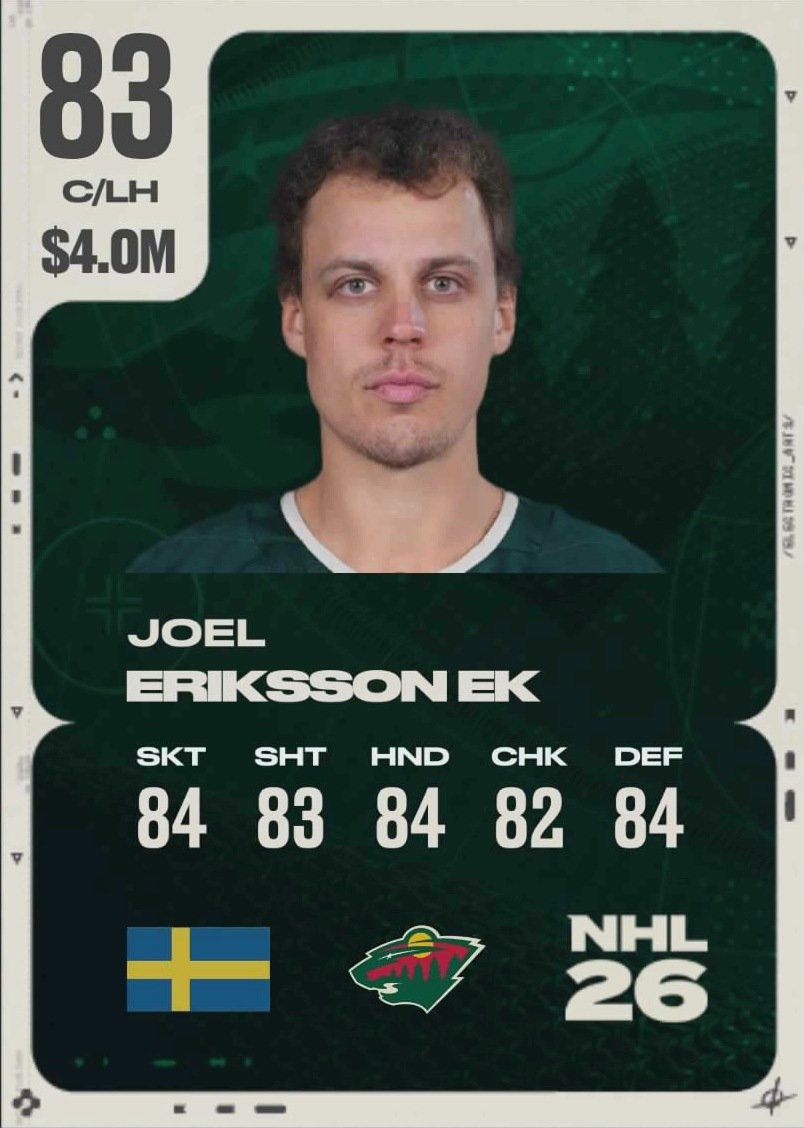 83
C/LH
$4.0M
/ELECTRONIC_ARTS/
JOEL
ERIKSSON EK
SKT SHT HND CHK DEF
84 83 84 82 84
NHL
26